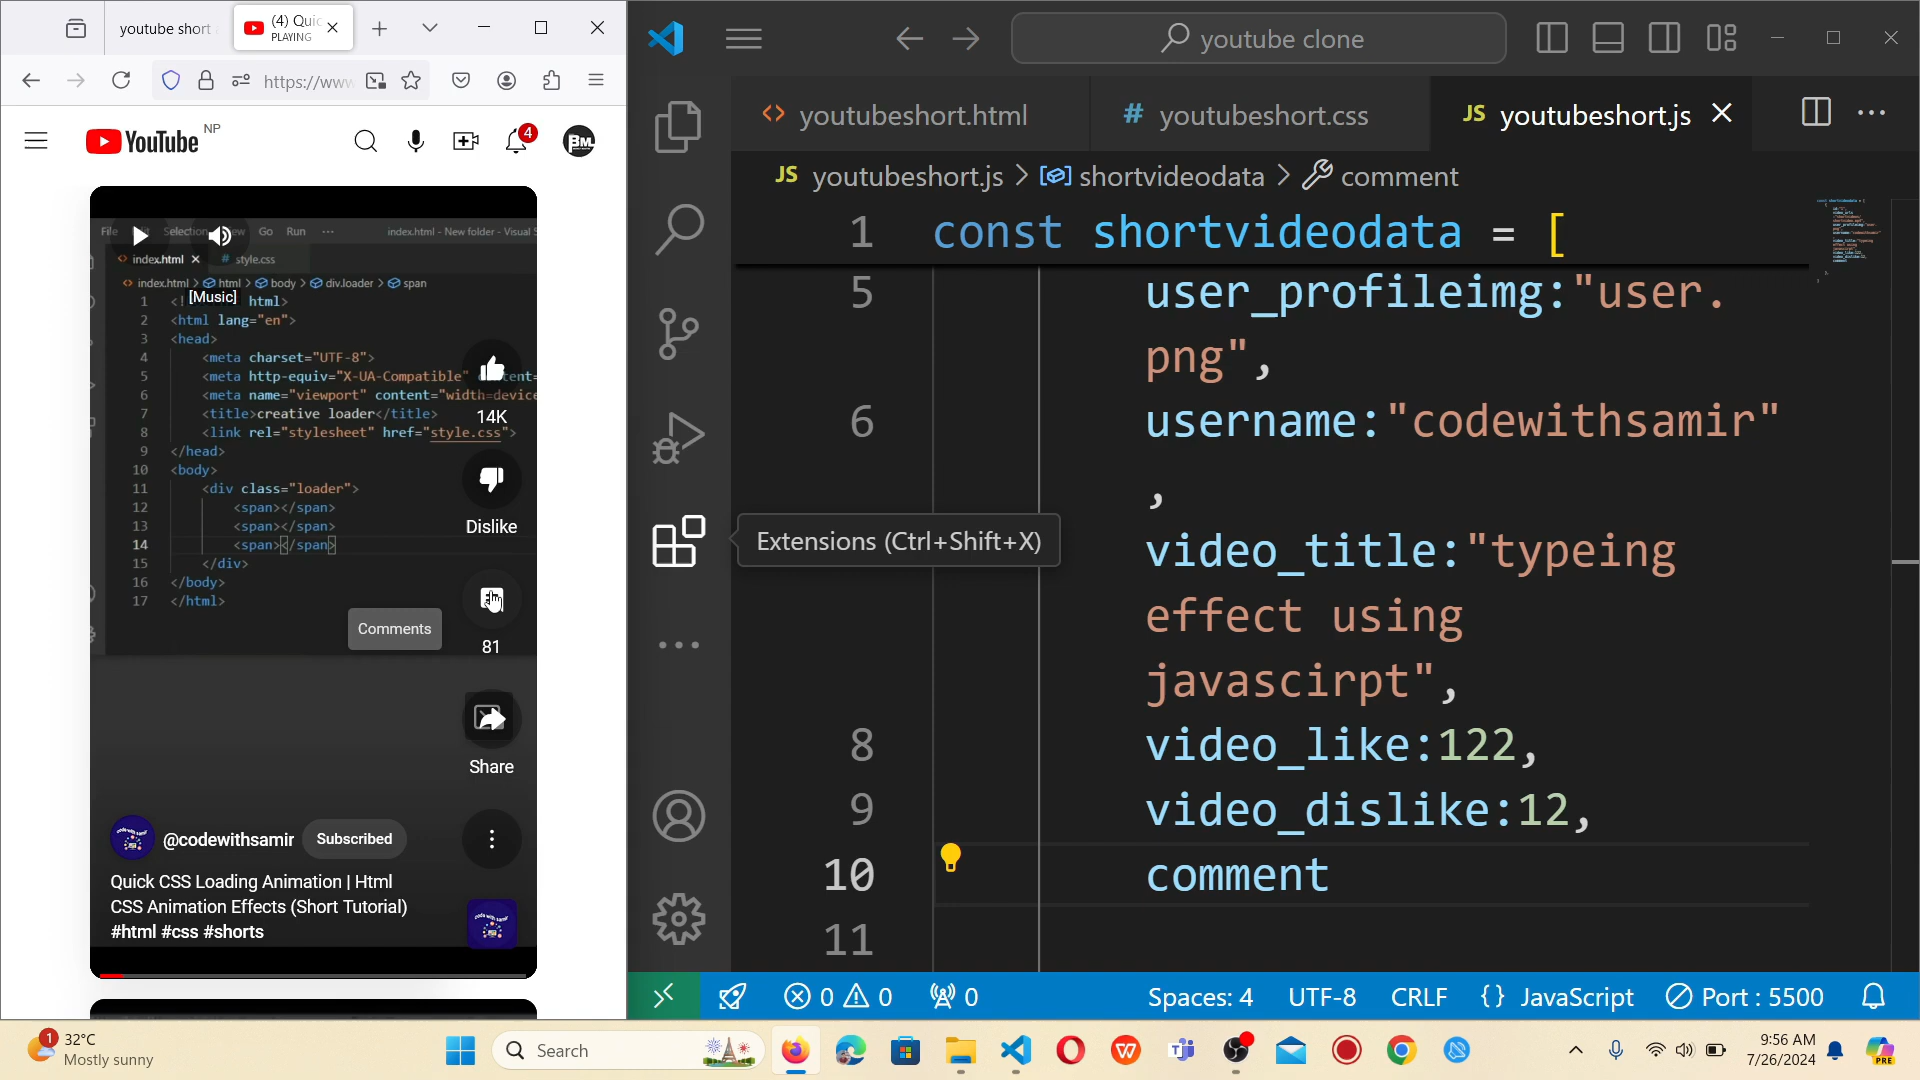 youtube short
(4) Quic
PLAYING
https://www
YouTube NP
4
BM
File Selection View Go Run ··· index.html - New folder - Visual S
index.html # style.css
index.html > html > body > div.loader > span
[Music]
1 <! html>
2 <html lang="en">
3 <head>
4 <meta charset="UTF-8">
5 <meta http-equiv="X-UA-Compatible" content=
6 <meta name="viewport" content="width=device
7 <title>creative loader</title>
8 <link rel="stylesheet" href="style.css">
9 </head>
10 <body>
11 <div class="loader">
12 <span></span>
13 <span></span>
14 <span></span>
15 </div>
16 </body>
17 </html>
14K
Dislike
Comments
81
Share
@codewithsamir Subscribed
Quick CSS Loading Animation | Html
CSS Animation Effects (Short Tutorial)
#html #css #shorts
youtube clone
<> youtubeshort.html
# youtubeshort.css
JS youtubeshort.js
JS youtubeshort.js > shortvideodata > comment
1 const shortvideodata = [
5 user_profileimg:"user.
png",
6 username:"codewithsamir"
,
video_title:"typeing
effect using
javascirpt",
8 video_like:122,
9 video_dislike:12,
10 comment
11
Extensions (Ctrl+Shift+X)
0 0 0 Spaces: 4 UTF-8 CRLF {} JavaScript Port : 5500
1
32°C
Mostly sunny
Search
9:56 AM
7/26/2024
PRE